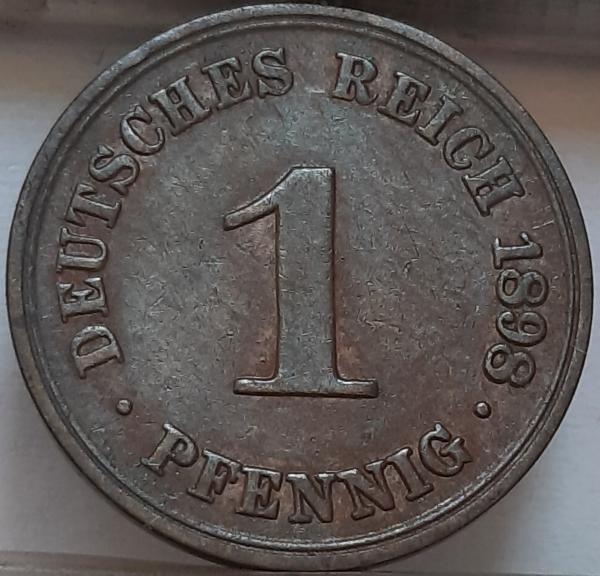 DEUTSCHES REICH 1898
1
· PFENNIG ·